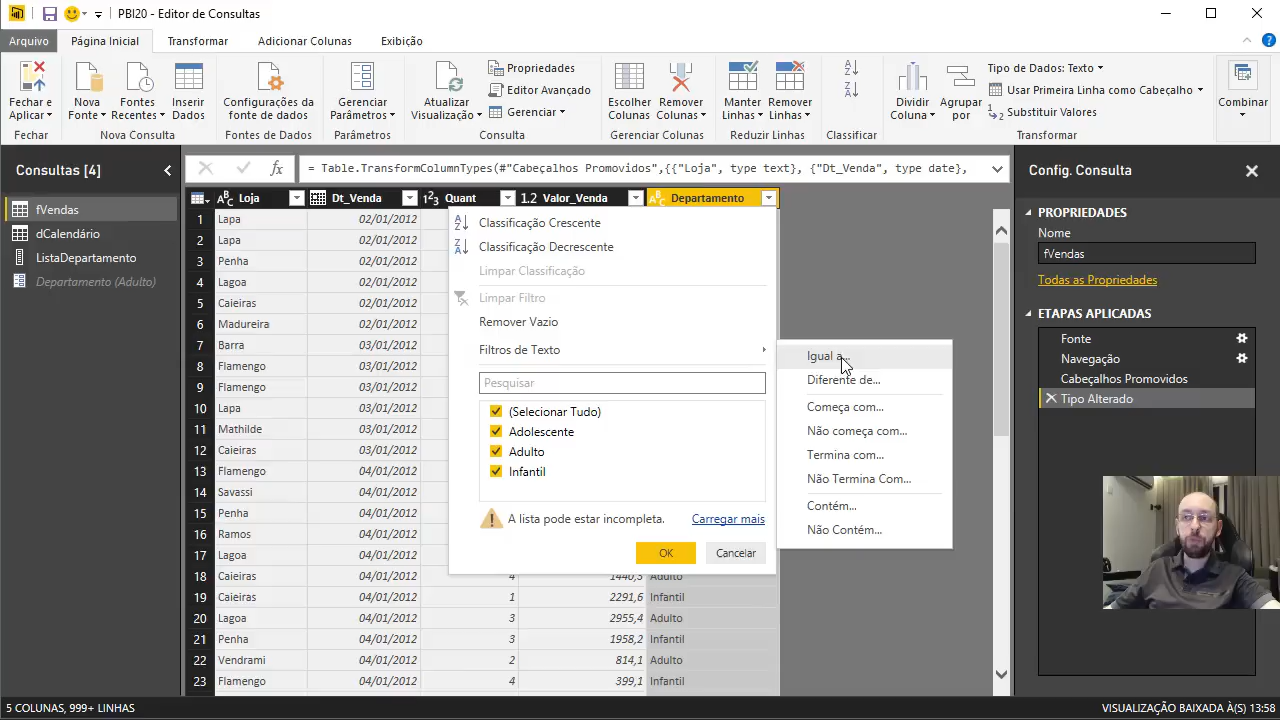 PBI20 - Editor de Consultas
Arquivo
Página Inicial
Transformar
Adicionar Colunas
Exibição
Fechar e Aplicar
Fechar
Nova Fonte
Fontes Recentes
Inserir Dados
Nova Consulta
Configurações da fonte de dados
Fontes de Dados
Gerenciar Parâmetros
Parâmetros
Atualizar Visualização
Propriedades
Editor Avançado
Gerenciar
Consulta
Escolher Colunas
Remover Colunas
Gerenciar Colunas
Manter Linhas
Remover Linhas
Reduzir Linhas
Classificar
Dividir Coluna
Agrupar por
Tipo de Dados: Texto
Usar Primeira Linha como Cabeçalho
Substituir Valores
Transformar
Combinar
Consultas [4]
fVendas
dCalendário
ListaDepartamento
Departamento (Adulto)
= Table.TransformColumnTypes(#"Cabeçalhos Promovidos",{{"Loja", type text}, {"Dt_Venda", type date},
Loja Dt_Venda Quant Valor_Venda Departamento
1 Lapa 02/01/2012
2 Lapa 02/01/2012
3 Penha 02/01/2012
4 Lagoa 02/01/2012
5 Caieiras 02/01/2012
6 Madureira 02/01/2012
7 Barra 03/01/2012
8 Flamengo 03/01/2012
9 Flamengo 03/01/2012
10 Lapa 03/01/2012
11 Mathilde 03/01/2012
12 Caieiras 03/01/2012
13 Flamengo 04/01/2012
14 Savassi 04/01/2012
15 Penha 04/01/2012
16 Ramos 04/01/2012
17 Lagoa 04/01/2012
18 Caieiras 04/01/2012 4 1440,5 Adulto
19 Caieiras 04/01/2012 1 2291,6 Infantil
20 Lagoa 04/01/2012 3 2955,4 Adulto
21 Penha 04/01/2012 3 1958,2 Infantil
22 Vendrami 04/01/2012 2 814,1 Adulto
23 Flamengo 04/01/2012 4 399,1 Infantil
Classificação Crescente
Classificação Decrescente
Limpar Classificação
Limpar Filtro
Remover Vazio
Filtros de Texto
Pesquisar
(Selecionar Tudo)
Adolescente
Adulto
Infantil
A lista pode estar incompleta. Carregar mais
OK
Cancelar
Igual a...
Diferente de...
Começa com...
Não começa com...
Termina com...
Não Termina Com...
Contém...
Não Contém...
Config. Consulta
PROPRIEDADES
Nome
fVendas
Todas as Propriedades
ETAPAS APLICADAS
Fonte
Navegação
Cabeçalhos Promovidos
Tipo Alterado
5 COLUNAS, 999+ LINHAS
VISUALIZAÇÃO BAIXADA À(S) 13:58